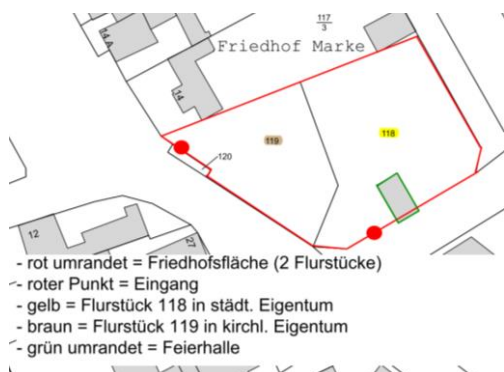 117
3
Friedhof Marke
14 A
14
119
118
120
12
27
- rot umrandet = Friedhofsfläche (2 Flurstücke)
- roter Punkt = Eingang
- gelb = Flurstück 118 in städt. Eigentum
- braun = Flurstück 119 in kirchl. Eigentum
- grün umrandet = Feierhalle